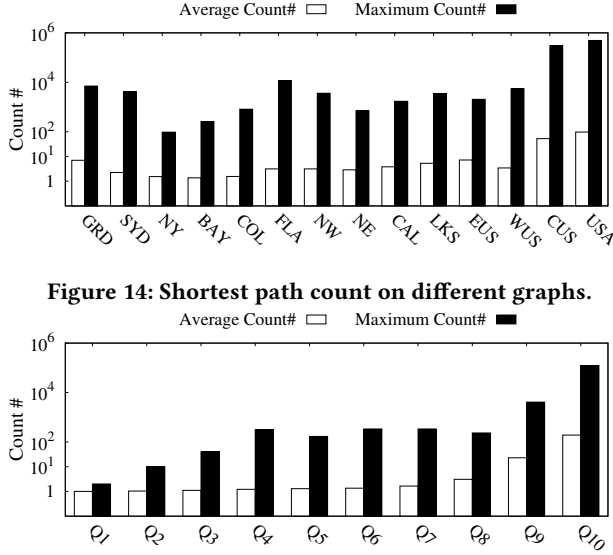 Average Count# Maximum Count#
10^6
10^4
10^2
10^1
1
Count #
GRD SYD NY BAY COL FLA NW NE CAL LKS EUS WUS CUS USA
Figure 14: Shortest path count on different graphs.
Average Count# Maximum Count#
10^6
10^4
10^2
10^1
1
Count #
Q1 Q2 Q3 Q4 Q5 Q6 Q7 Q8 Q9 Q10